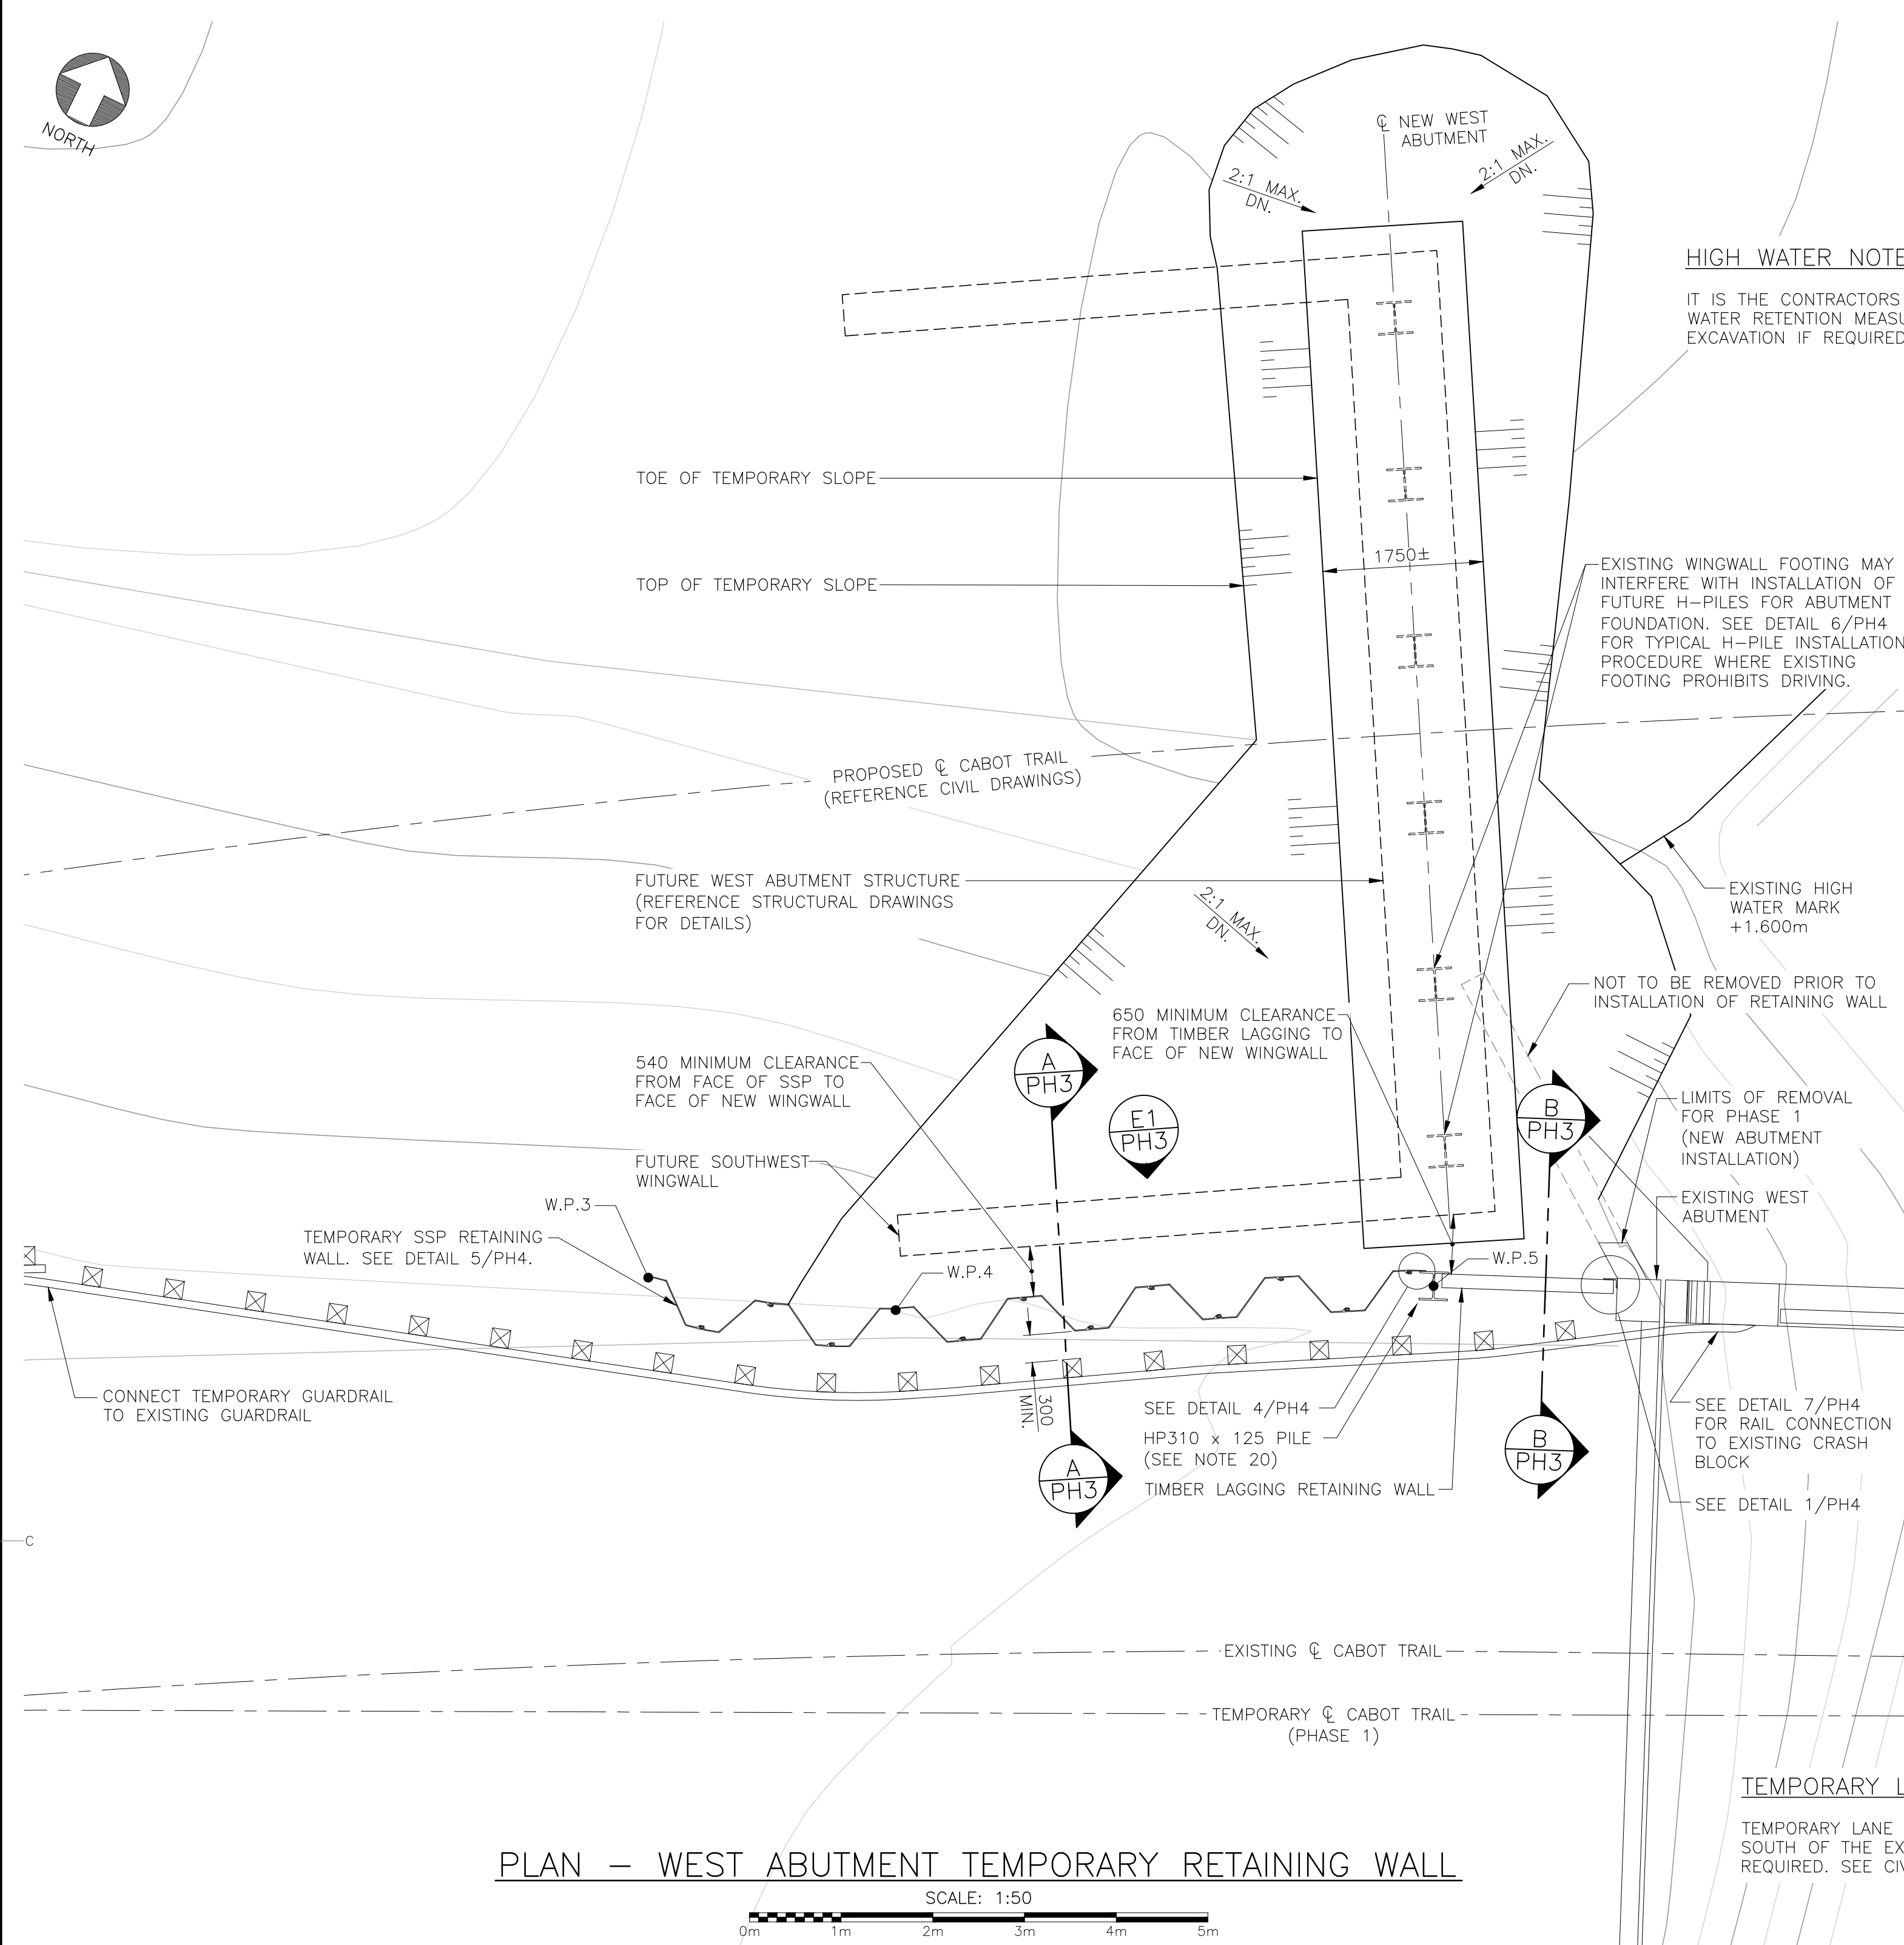 NORTH
℄ NEW WEST
ABUTMENT
2:1 MAX.
DN.
2:1 MAX.
DN.
HIGH WATER NOTE
IT IS THE CONTRACTORS
WATER RETENTION MEASU
EXCAVATION IF REQUIRED
TOE OF TEMPORARY SLOPE
TOP OF TEMPORARY SLOPE
1750±
EXISTING WINGWALL FOOTING MAY
INTERFERE WITH INSTALLATION OF
FUTURE H-PILES FOR ABUTMENT
FOUNDATION. SEE DETAIL 6/PH4
FOR TYPICAL H-PILE INSTALLATION
PROCEDURE WHERE EXISTING
FOOTING PROHIBITS DRIVING.
PROPOSED ℄ CABOT TRAIL
(REFERENCE CIVIL DRAWINGS)
FUTURE WEST ABUTMENT STRUCTURE
(REFERENCE STRUCTURAL DRAWINGS
FOR DETAILS)
2:1 MAX.
DN.
EXISTING HIGH
WATER MARK
+1.600m
NOT TO BE REMOVED PRIOR TO
INSTALLATION OF RETAINING WALL
650 MINIMUM CLEARANCE
FROM TIMBER LAGGING TO
FACE OF NEW WINGWALL
540 MINIMUM CLEARANCE
FROM FACE OF SSP TO
FACE OF NEW WINGWALL
A
PH3
E1
PH3
B
PH3
LIMITS OF REMOVAL
FOR PHASE 1
(NEW ABUTMENT
INSTALLATION)
FUTURE SOUTHWEST
WINGWALL
W.P.3
EXISTING WEST
ABUTMENT
TEMPORARY SSP RETAINING
WALL. SEE DETAIL 5/PH4.
W.P.4
W.P.5
CONNECT TEMPORARY GUARDRAIL
TO EXISTING GUARDRAIL
300
MIN.
SEE DETAIL 4/PH4
HP310 x 125 PILE
(SEE NOTE 20)
TIMBER LAGGING RETAINING WALL
A
PH3
B
PH3
SEE DETAIL 7/PH4
FOR RAIL CONNECTION
TO EXISTING CRASH
BLOCK
SEE DETAIL 1/PH4
C
EXISTING ℄ CABOT TRAIL
TEMPORARY ℄ CABOT TRAIL
(PHASE 1)
TEMPORARY L
TEMPORARY LANE
SOUTH OF THE EX
REQUIRED. SEE CIV
PLAN - WEST ABUTMENT TEMPORARY RETAINING WALL
SCALE: 1:50
0m 1m 2m 3m 4m 5m